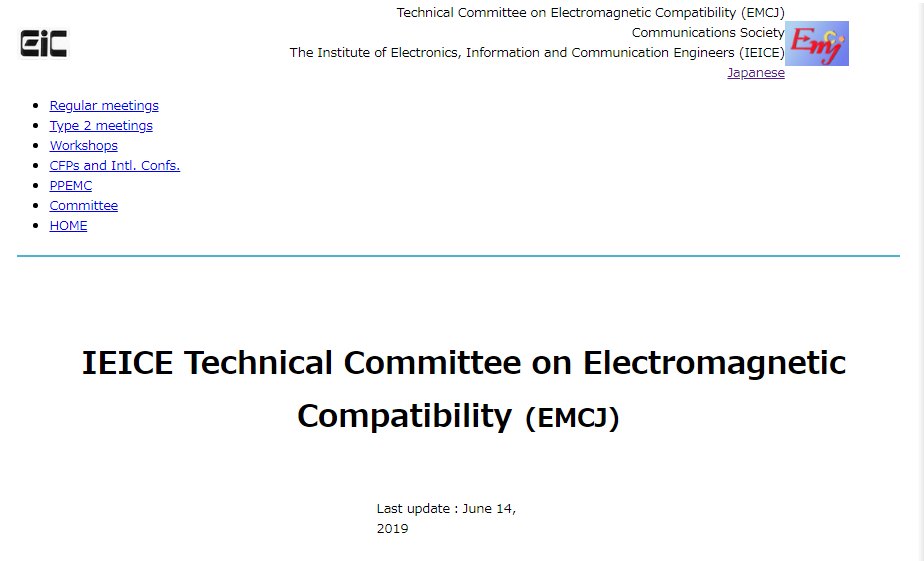 EiC
Technical Committee on Electromagnetic Compatibility (EMCJ)
Communications Society
The Institute of Electronics, Information and Communication Engineers (IEICE)
Japanese
Emcj
Regular meetings
Type 2 meetings
Workshops
CFPs and Intl. Confs.
PPEMC
Committee
HOME
IEICE Technical Committee on Electromagnetic
Compatibility (EMCJ)
Last update : June 14,
2019